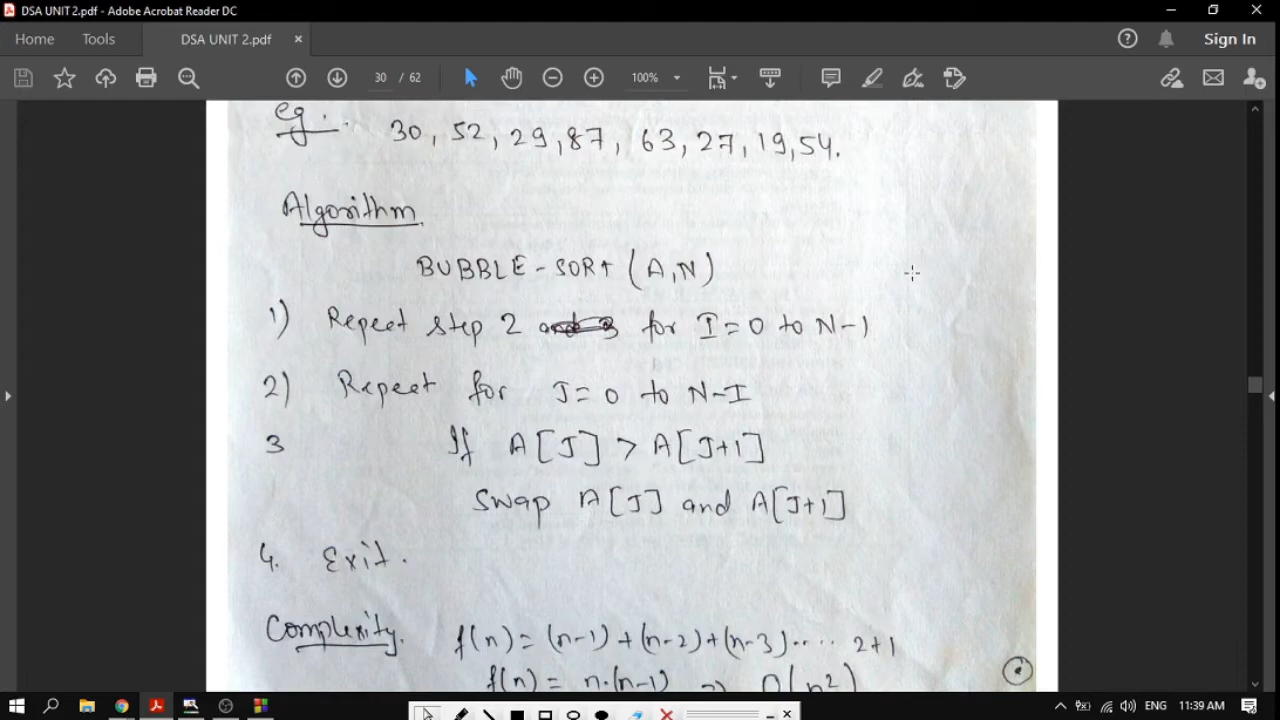 DSA UNIT 2.pdf - Adobe Acrobat Reader DC
Home Tools DSA UNIT 2.pdf × Sign In
30 / 62 100%
eg.
30, 52, 29, 87, 63, 27, 19, 54.
Algorithm
BUBBLE-SORT (A,N)
1) Repeat step 2 for I=0 to N-1
2) Repeat for J=0 to N-I
3 If A[J] > A[J+1]
Swap A[J] and A[J+1]
4. Exit.
Complexity. f(n) = (n-1)+(n-2)+(n-3).... 2+1
f(n) = n.(n-1) => O(n²)
ENG 11:39 AM